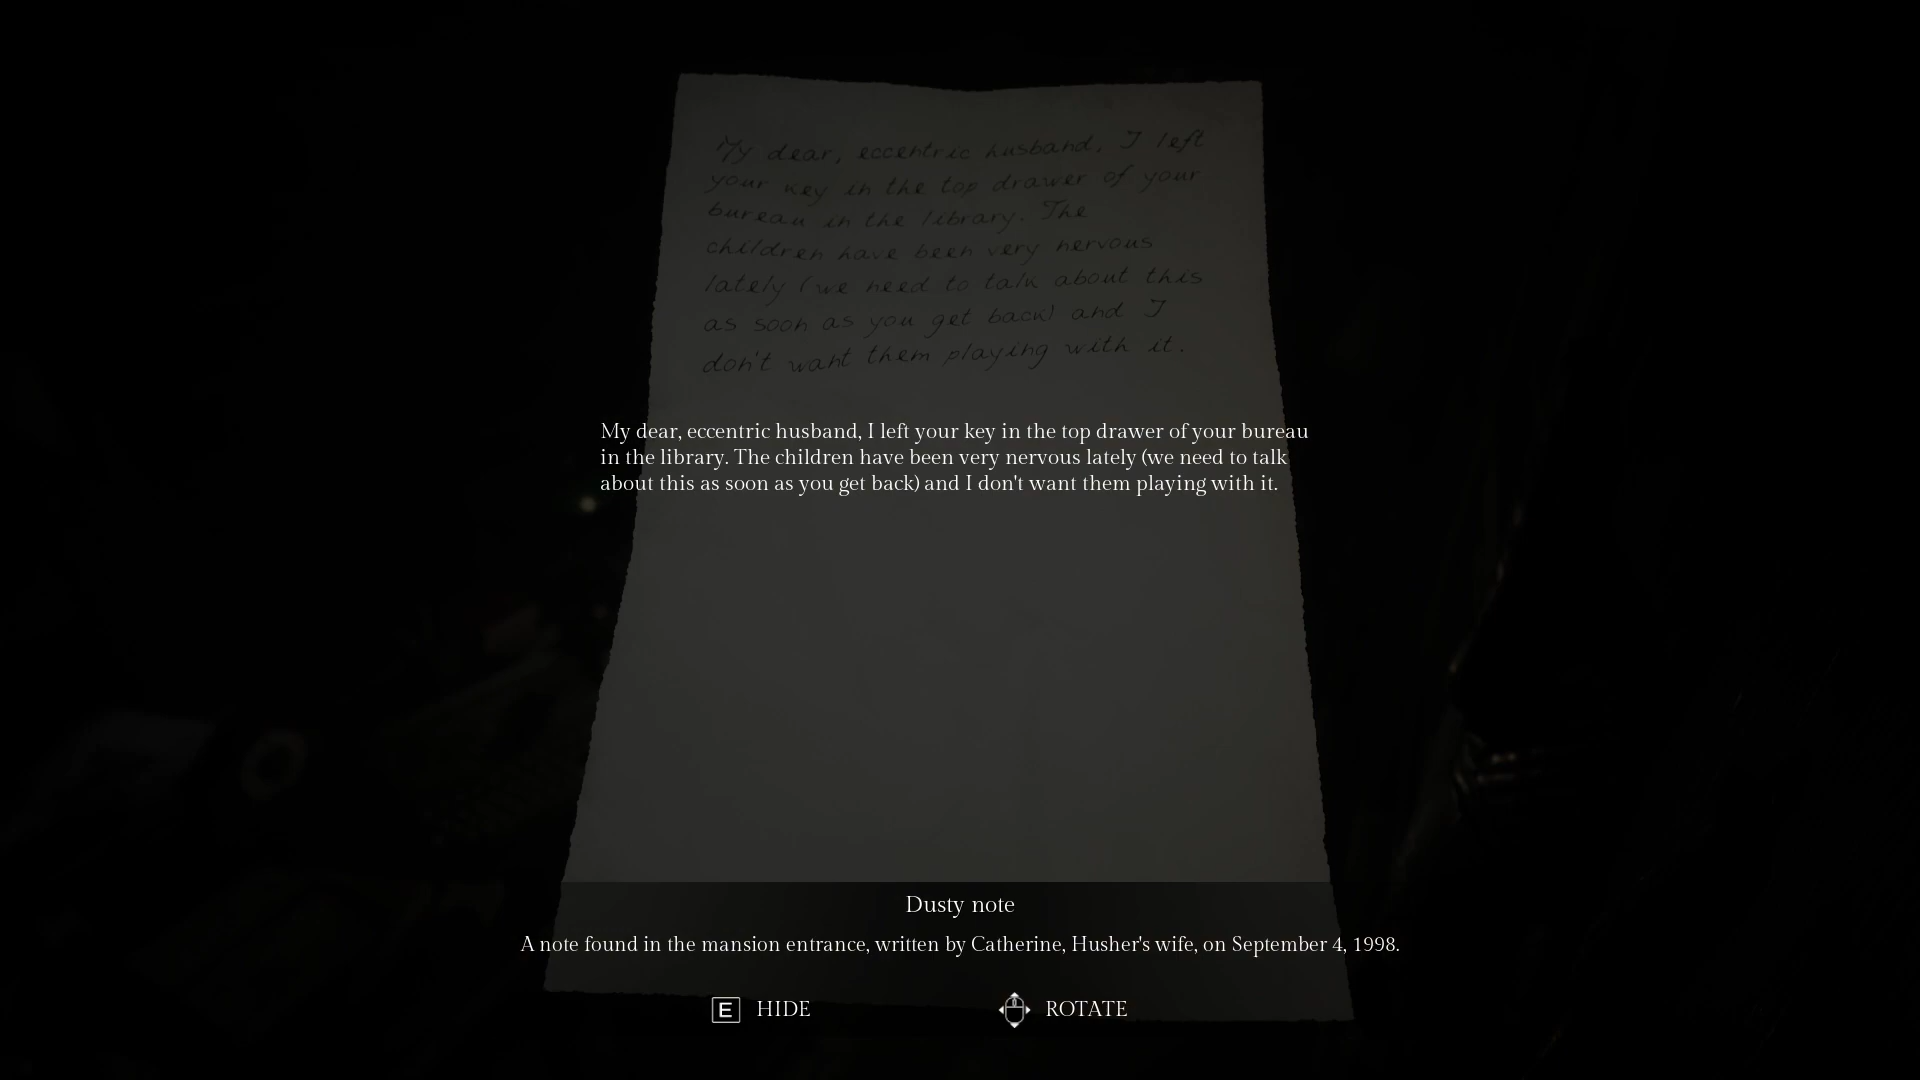 My dear, eccentric husband, I left
your key in the top drawer of your
bureau in the library. The
children have been very nervous
lately (we need to talk about this
as soon as you get back) and I
don't want them playing with it.
My dear, eccentric husband, I left your key in the top drawer of your bureau
in the library. The children have been very nervous lately (we need to talk
about this as soon as you get back) and I don't want them playing with it.
Dusty note
A note found in the mansion entrance, written by Catherine, Husher's wife, on September 4, 1998.
E HIDE ROTATE